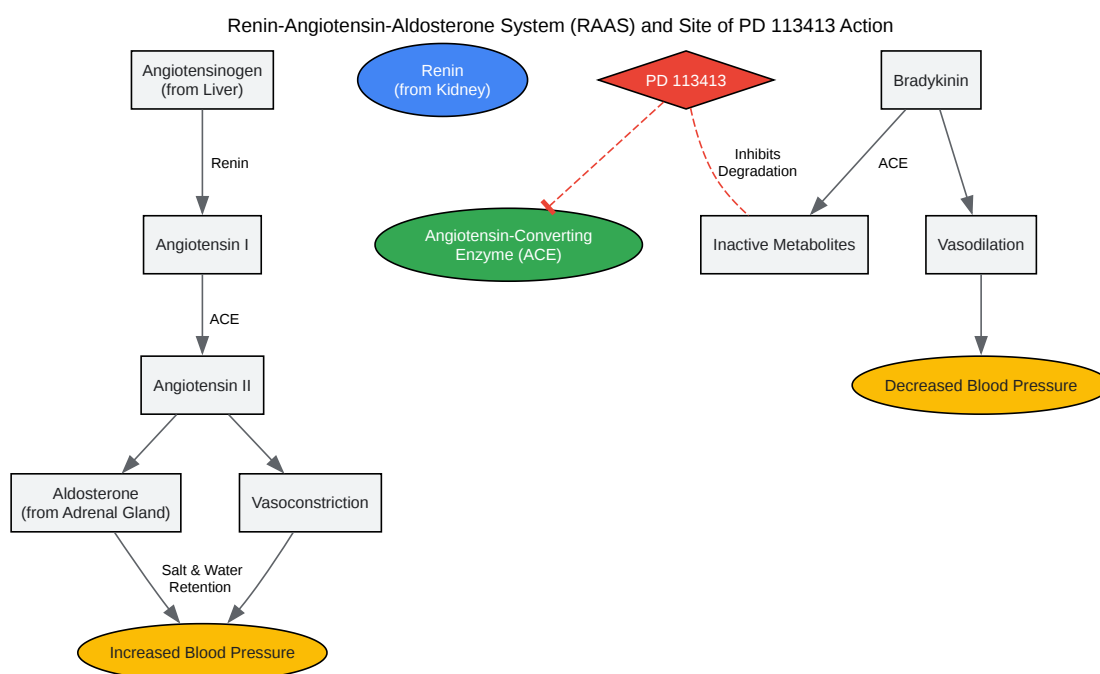 Renin-Angiotensin-Aldosterone System (RAAS) and Site of PD 113413 Action
Angiotensinogen
(from Liver)
Renin
(from Kidney)
PD 113413
Bradykinin
Renin
Inhibits
Degradation
ACE
Angiotensin I
Angiotensin-Converting
Enzyme (ACE)
Inactive Metabolites
Vasodilation
ACE
Angiotensin II
Decreased Blood Pressure
Aldosterone
(from Adrenal Gland)
Vasoconstriction
Salt & Water
Retention
Increased Blood Pressure